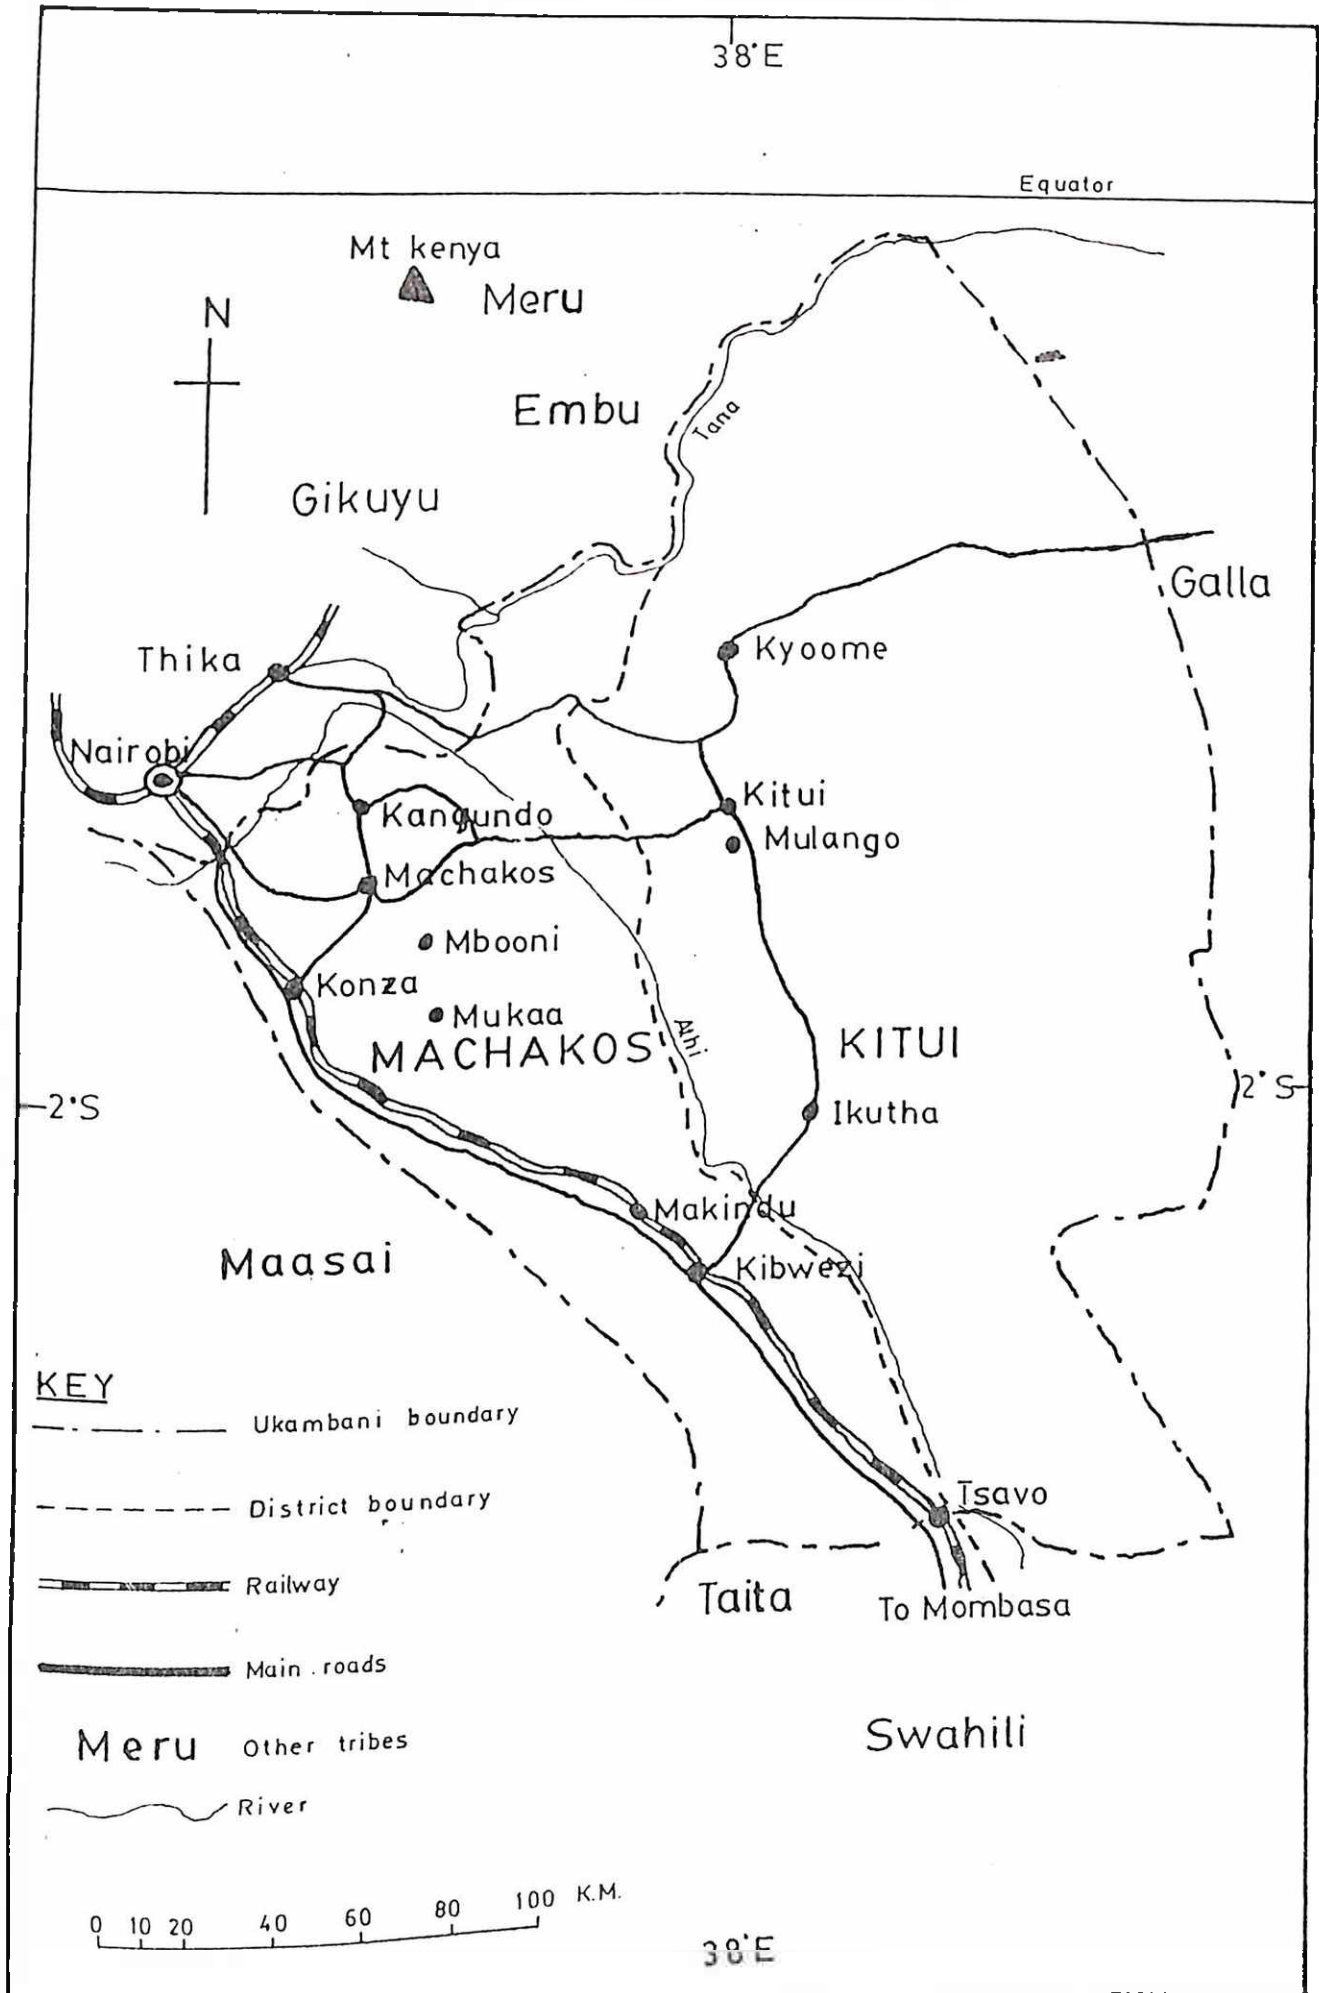 38°E
Equator
Mt kenya
Meru
N
Embu
Tana
Gikuyu
Galla
Thika
Kyoome
Nairobi
Kitui
Kangundo
Mulango
Machakos
Mbooni
Konza
Mukaa
MACHAKOS
Athi
KITUI
2°S
2°S
Ikutha
Makindu
Maasai
Kibwezi
KEY
Ukambani boundary
Tsavo
District boundary
Railway
Taita
To Mombasa
Main roads
Swahili
Meru Other tribes
River
0 10 20 40 60 80 100 K.M.
38°E